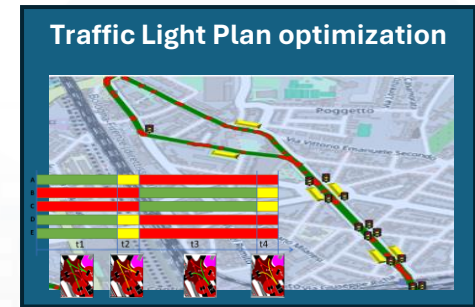 Traffic Light Plan optimization
Poggetto
Via Vittorio Emanuele Secondo
A
B
C
D
E
t1 t2 t3 t4